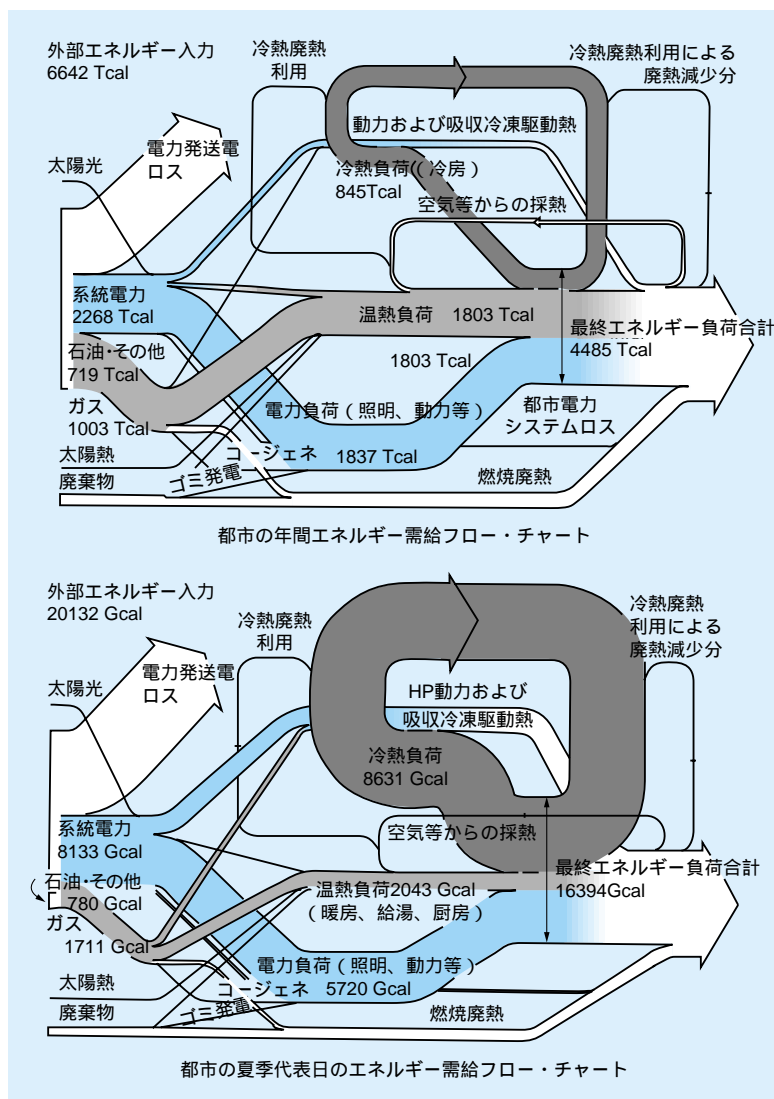 外部エネルギー入力
6642 Tcal
冷熱廃熱
利用
冷熱廃熱利用による
廃熱減少分
動力および吸収冷凍駆動熱
電力発送電
ロス
太陽光
冷熱負荷(（冷房）
845Tcal
空気等からの採熱
系統電力
2268 Tcal
温熱負荷 1803 Tcal
最終エネルギー負荷合計
4485 Tcal
石油・その他
719 Tcal
1803 Tcal
ガス
1003 Tcal
電力負荷（照明、動力等）
都市電力
システムロス
太陽熱
コージェネ
1837 Tcal
廃棄物
ゴミ発電
燃焼廃熱
都市の年間エネルギー需給フロー・チャート
外部エネルギー入力
20132 Gcal
冷熱廃熱
利用
冷熱廃熱
利用による
廃熱減少分
電力発送電
ロス
太陽光
HP動力および
吸収冷凍駆動熱
冷熱負荷
8631 Gcal
系統電力
8133 Gcal
空気等からの採熱
最終エネルギー負荷合計
16394Gcal
石油・その他
780 Gcal
温熱負荷2043 Gcal
（暖房、給湯、厨房）
ガス
1711 Gcal
電力負荷（照明、動力等）
太陽熱
コージェネ 5720 Gcal
廃棄物
ゴミ発電
燃焼廃熱
都市の夏季代表日のエネルギー需給フロー・チャート